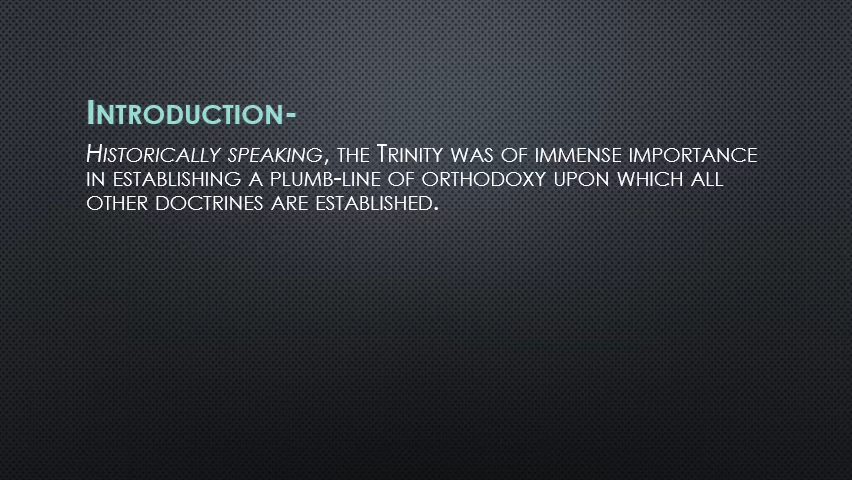 Introduction-
Historically speaking, the Trinity was of immense importance
in establishing a plumb-line of orthodoxy upon which all
other doctrines are established.